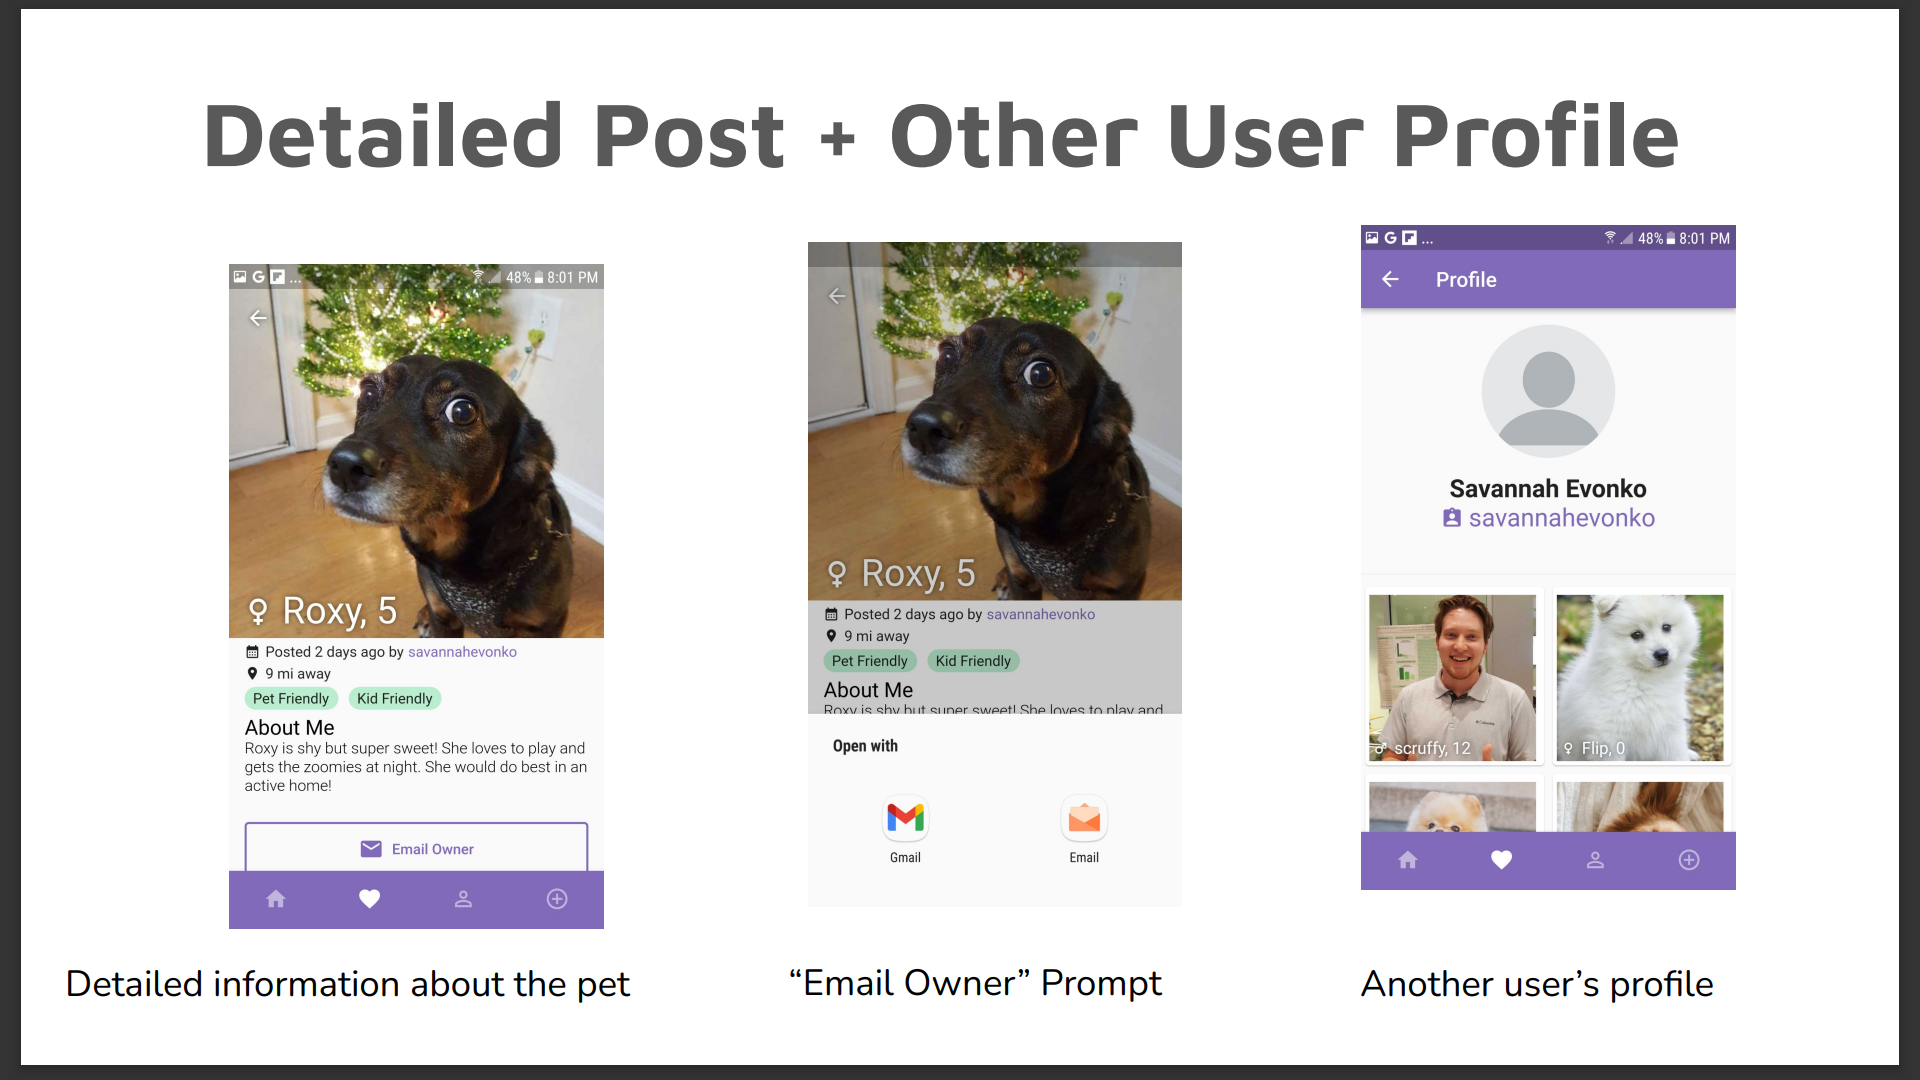 Detailed Post + Other User Profile
G ... 48% 8:01 PM
♀ Roxy, 5
Posted 2 days ago by savannahevonko
9 mi away
Pet Friendly Kid Friendly
About Me
Roxy is shy but super sweet! She loves to play and
gets the zoomies at night. She would do best in an
active home!
Email Owner
Detailed information about the pet
♀ Roxy, 5
Posted 2 days ago by savannahevonko
9 mi away
Pet Friendly Kid Friendly
About Me
Roxy is shy but super sweet! She loves to play and
Open with
Gmail Email
“Email Owner” Prompt
G ... 48% 8:01 PM
Profile
Savannah Evonko
savannahevonko
♂ scruffy, 12
♀ Flip, 0
Another user’s profile